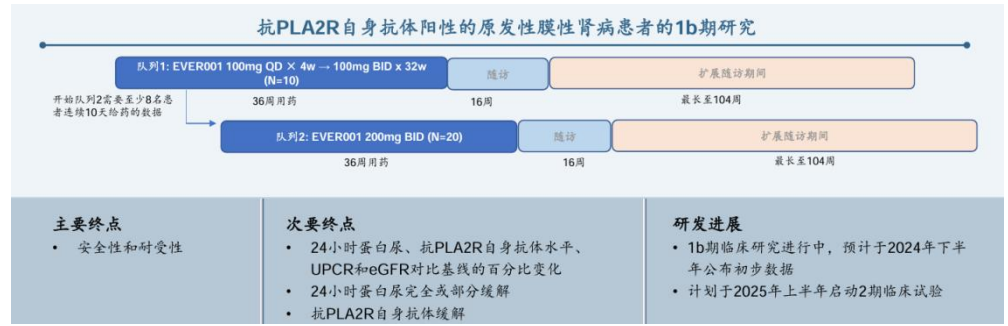 抗PLA2R自身抗体阳性的原发性膜性肾病患者的1b期研究
队列1: EVER001 100mg QD × 4w → 100mg BID x 32w
(N=10)
随访
扩展随访期间
开始队列2需要至少8名患
者连续10天给药的数据
36周用药
16周
最长至104周
队列2: EVER001 200mg BID (N=20)
随访
扩展随访期间
36周用药
16周
最长至104周
主要终点
• 安全性和耐受性
次要终点
• 24小时蛋白尿、抗PLA2R自身抗体水平、
UPCR和eGFR对比基线的百分比变化
• 24小时蛋白尿完全或部分缓解
• 抗PLA2R自身抗体缓解
研发进展
• 1b期临床研究进行中，预计于2024年下半
年公布初步数据
• 计划于2025年上半年启动2期临床试验